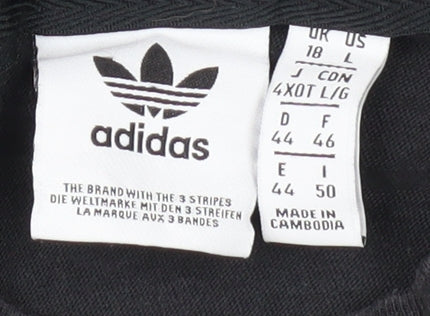 adidas
THE BRAND WITH THE 3 STRIPES
DIE WELTMARKE MIT DEN 3 STREIFEN
LA MARQUE AUX 3 BANDES
UK US
18 L
J CDN
4XOT L/G
D F
44 46
E I
44 50
MADE IN
CAMBODIA